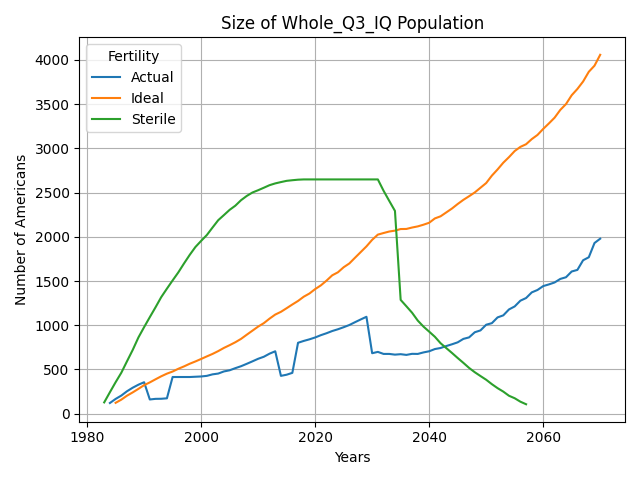 Size of Whole_Q3_IQ Population
Fertility
Actual
Ideal
Sterile
Number of Americans
4000
3500
3000
2500
2000
1500
1000
500
0
1980
2000
2020
2040
2060
Years